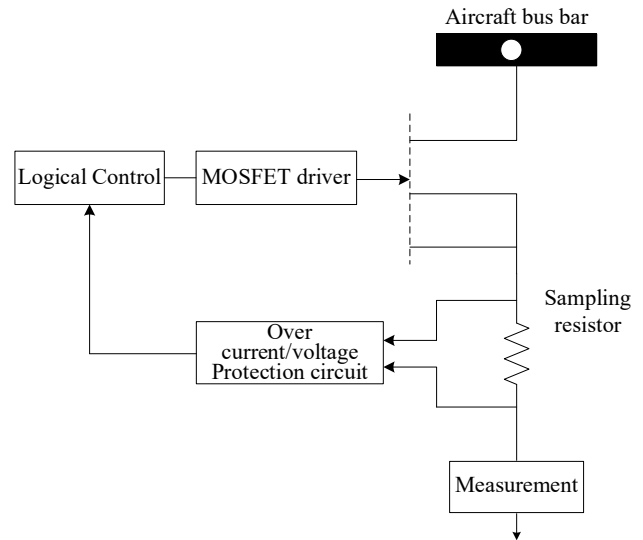 Aircraft bus bar
Logical Control
MOSFET driver
Sampling
resistor
Over
current/voltage
Protection circuit
Measurement